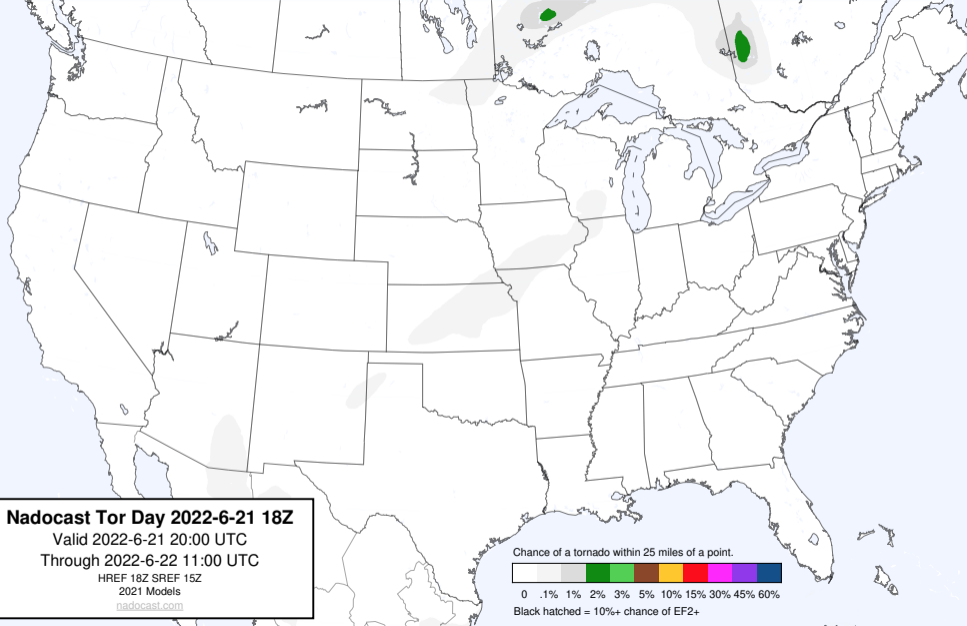 Nadocast Tor Day 2022-6-21 18Z
Valid 2022-6-21 20:00 UTC
Through 2022-6-22 11:00 UTC
HREF 18Z SREF 15Z
2021 Models
nadocast.com
Chance of a tornado within 25 miles of a point.
0 .1% 1% 2% 3% 5% 10% 15% 30% 45% 60%
Black hatched = 10%+ chance of EF2+